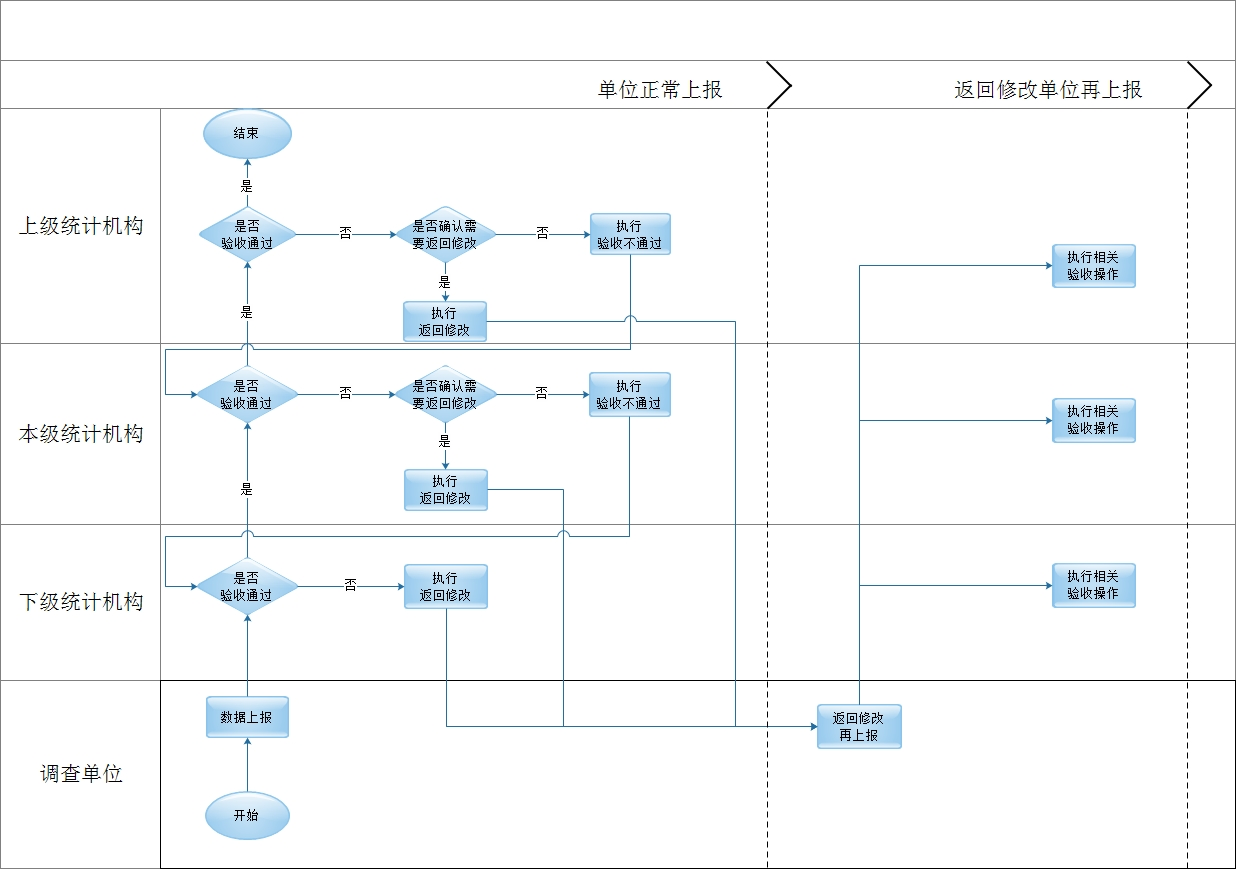 单位正常上报
返回修改单位再上报
上级统计机构
结束
是
是否
验收通过
否
是否确认需
要返回修改
否
执行
验收不通过
是
执行
返回修改
是
执行相关
验收操作
本级统计机构
是否
验收通过
否
是否确认需
要返回修改
否
执行
验收不通过
是
执行
返回修改
是
执行相关
验收操作
下级统计机构
是否
验收通过
否
执行
返回修改
执行相关
验收操作
调查单位
数据上报
开始
返回修改
再上报